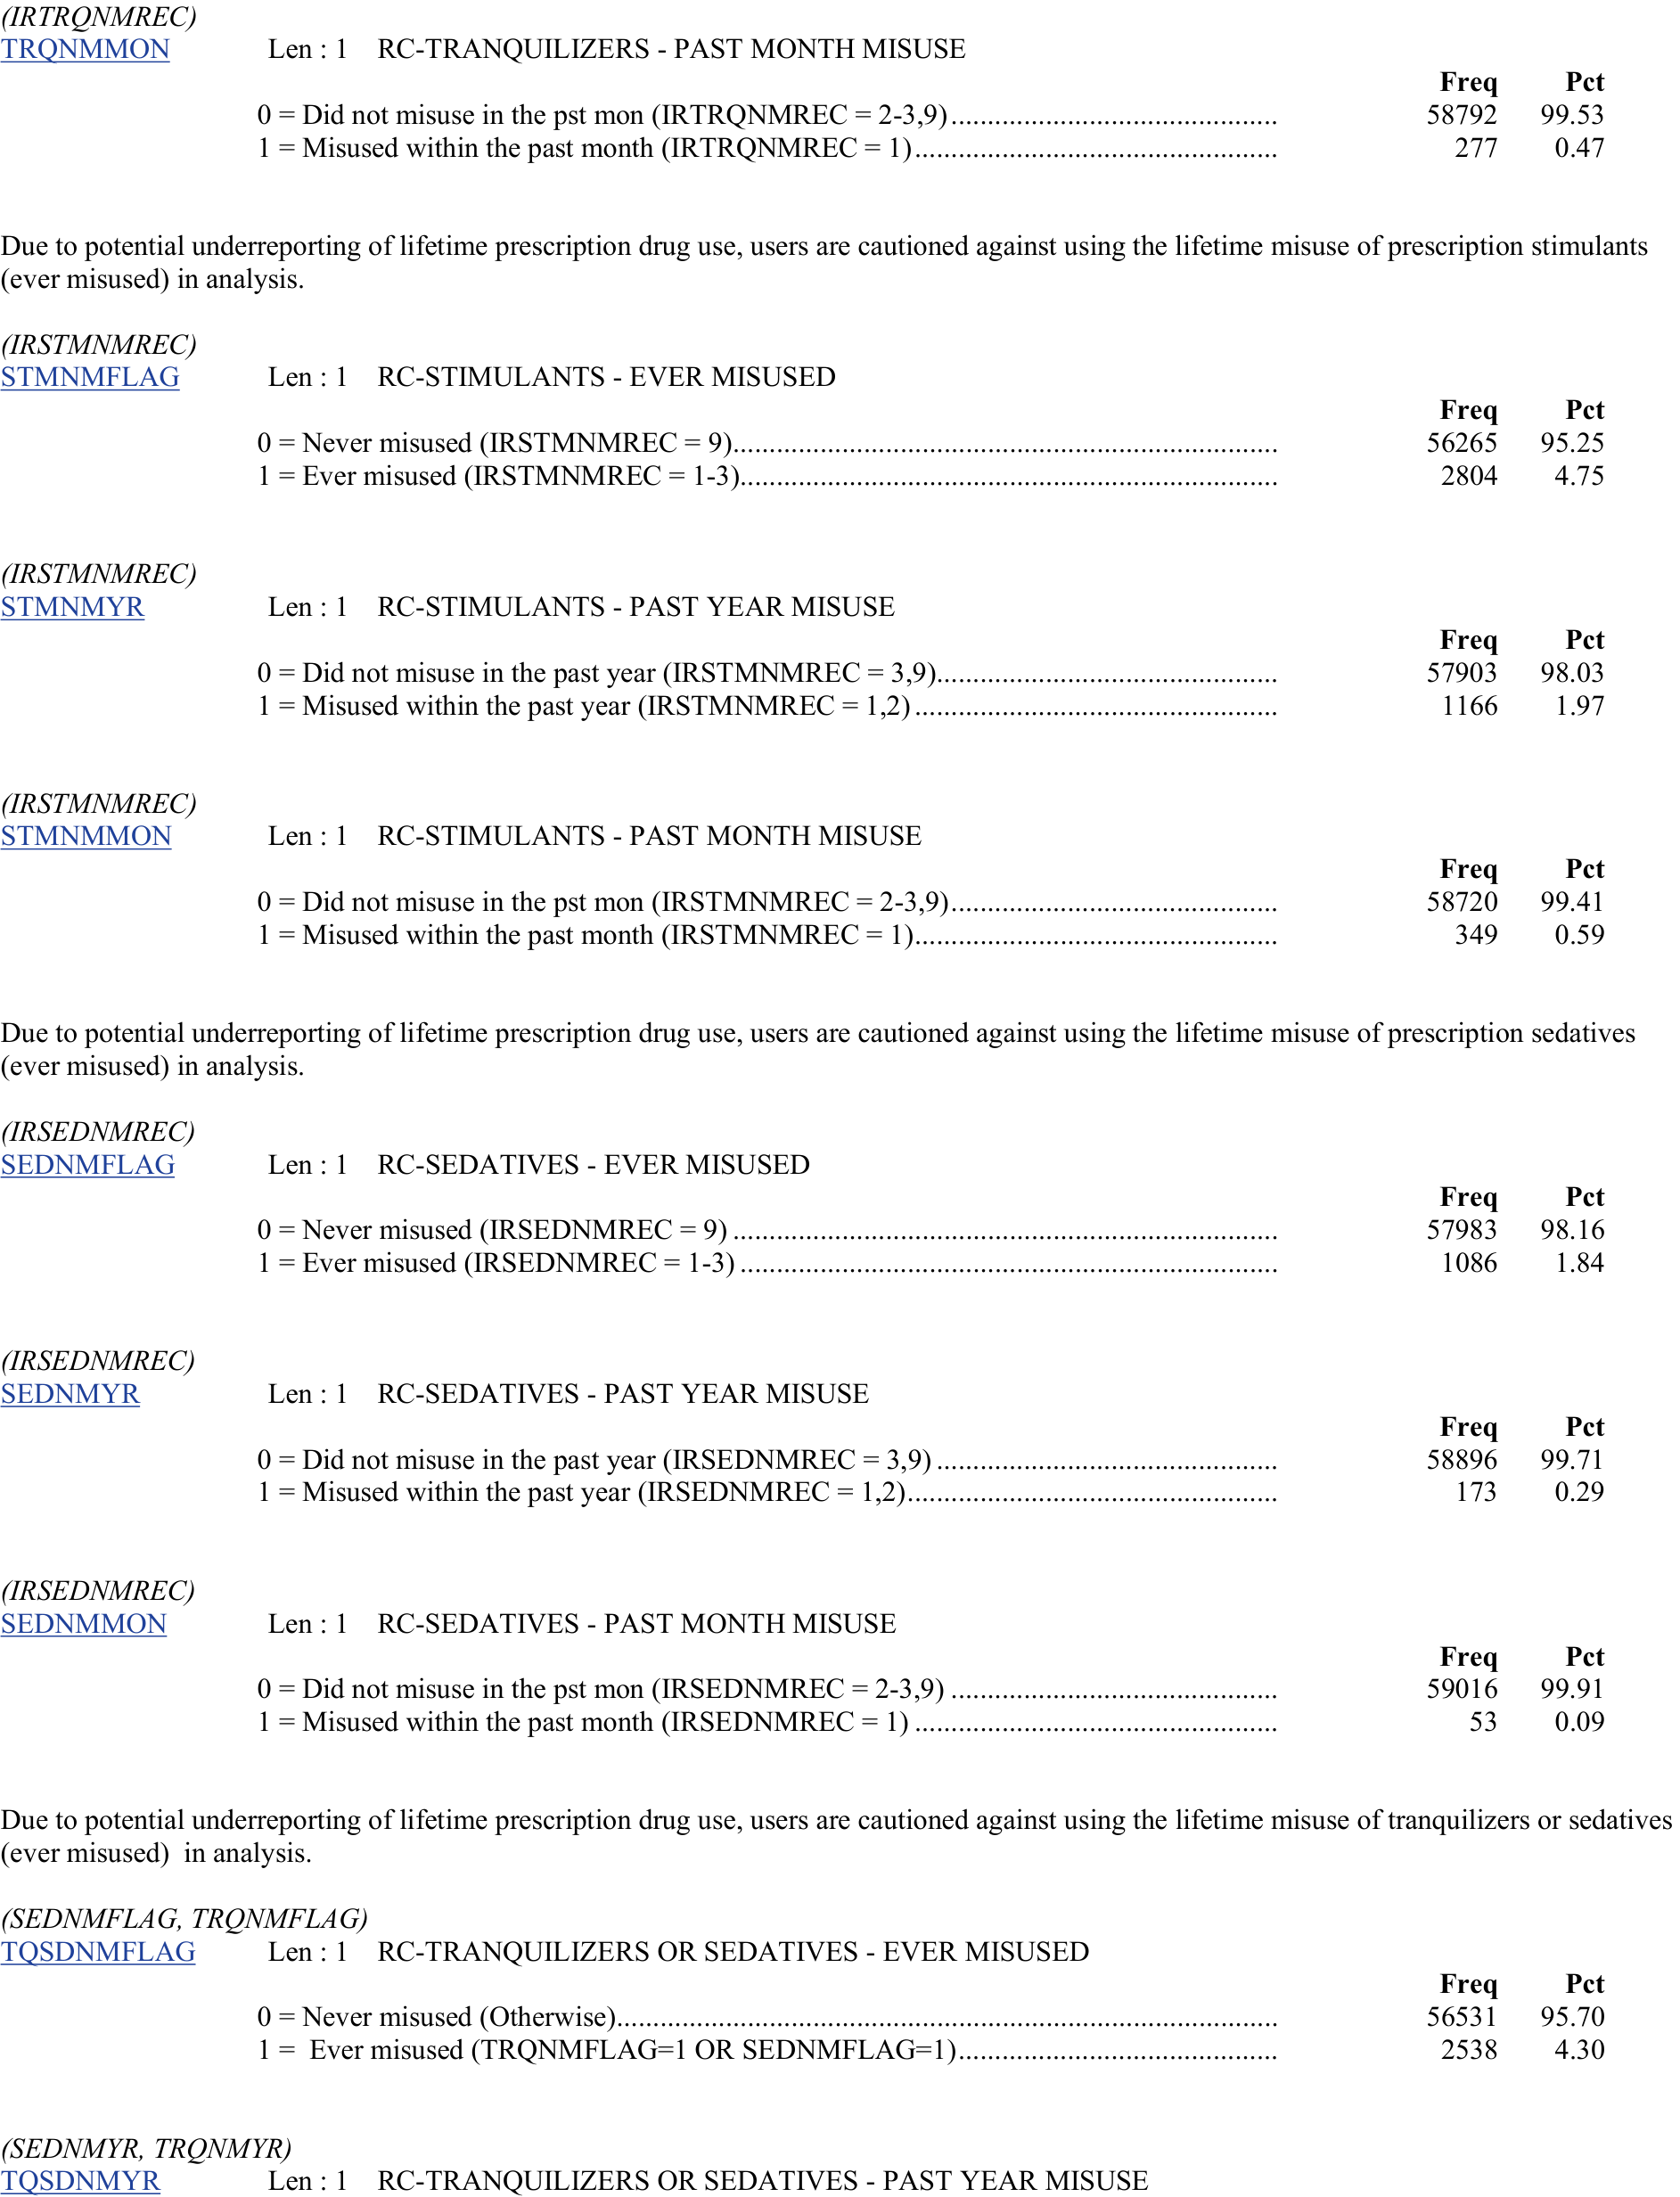 (IRTRQNMREC)
TRQNMMON Len : 1 RC-TRANQUILIZERS - PAST MONTH MISUSE
Freq Pct
0 = Did not misuse in the pst mon (IRTRQNMREC = 2-3,9)............................................. 58792 99.53
1 = Misused within the past month (IRTRQNMREC = 1).................................................. 277 0.47
Due to potential underreporting of lifetime prescription drug use, users are cautioned against using the lifetime misuse of prescription stimulants
(ever misused) in analysis.
(IRSTMNMREC)
STMNMFLAG Len : 1 RC-STIMULANTS - EVER MISUSED
Freq Pct
0 = Never misused (IRSTMNMREC = 9)........................................................................... 56265 95.25
1 = Ever misused (IRSTMNMREC = 1-3).......................................................................... 2804 4.75
(IRSTMNMREC)
STMNMYR Len : 1 RC-STIMULANTS - PAST YEAR MISUSE
Freq Pct
0 = Did not misuse in the past year (IRSTMNMREC = 3,9)............................................... 57903 98.03
1 = Misused within the past year (IRSTMNMREC = 1,2).................................................. 1166 1.97
(IRSTMNMREC)
STMNMMON Len : 1 RC-STIMULANTS - PAST MONTH MISUSE
Freq Pct
0 = Did not misuse in the pst mon (IRSTMNMREC = 2-3,9)............................................. 58720 99.41
1 = Misused within the past month (IRSTMNMREC = 1).................................................. 349 0.59
Due to potential underreporting of lifetime prescription drug use, users are cautioned against using the lifetime misuse of prescription sedatives
(ever misused) in analysis.
(IRSEDNMREC)
SEDNMFLAG Len : 1 RC-SEDATIVES - EVER MISUSED
Freq Pct
0 = Never misused (IRSEDNMREC = 9) ........................................................................... 57983 98.16
1 = Ever misused (IRSEDNMREC = 1-3) .......................................................................... 1086 1.84
(IRSEDNMREC)
SEDNMYR Len : 1 RC-SEDATIVES - PAST YEAR MISUSE
Freq Pct
0 = Did not misuse in the past year (IRSEDNMREC = 3,9) ............................................... 58896 99.71
1 = Misused within the past year (IRSEDNMREC = 1,2)................................................... 173 0.29
(IRSEDNMREC)
SEDNMMON Len : 1 RC-SEDATIVES - PAST MONTH MISUSE
Freq Pct
0 = Did not misuse in the pst mon (IRSEDNMREC = 2-3,9) ............................................. 59016 99.91
1 = Misused within the past month (IRSEDNMREC = 1) .................................................. 53 0.09
Due to potential underreporting of lifetime prescription drug use, users are cautioned against using the lifetime misuse of tranquilizers or sedatives
(ever misused)  in analysis.
(SEDNMFLAG, TRQNMFLAG)
TQSDNMFLAG Len : 1 RC-TRANQUILIZERS OR SEDATIVES - EVER MISUSED
Freq Pct
0 = Never misused (Otherwise)........................................................................................... 56531 95.70
1 =  Ever misused (TRQNMFLAG=1 OR SEDNMFLAG=1)............................................ 2538 4.30
(SEDNMYR, TRQNMYR)
TQSDNMYR Len : 1 RC-TRANQUILIZERS OR SEDATIVES - PAST YEAR MISUSE